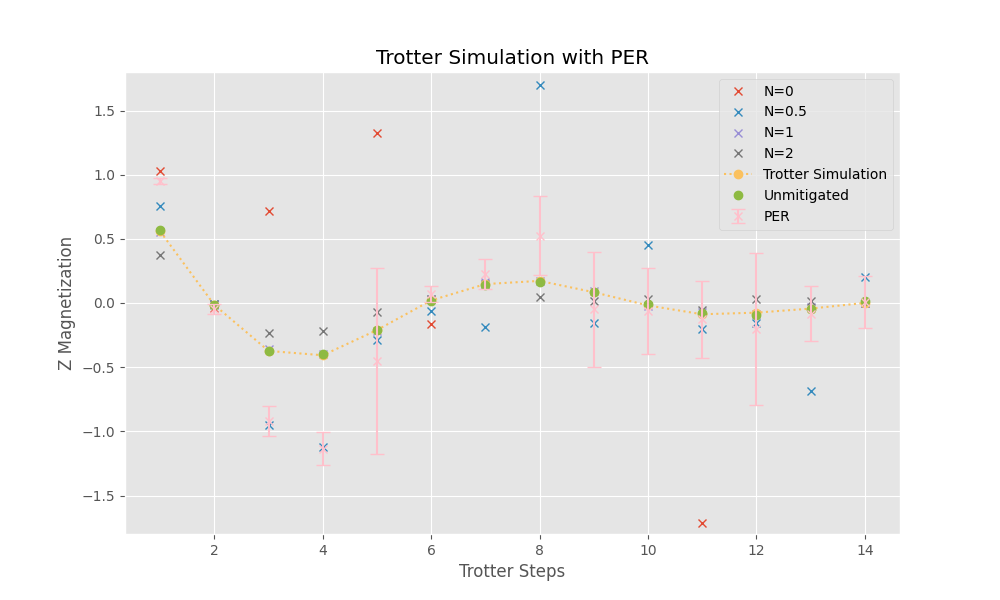 Trotter Simulation with PER
N=0
N=0.5
N=1
N=2
Trotter Simulation
Unmitigated
PER
Z Magnetization
1.5
1.0
0.5
0.0
−0.5
−1.0
−1.5
2 4 6 8 10 12 14
Trotter Steps